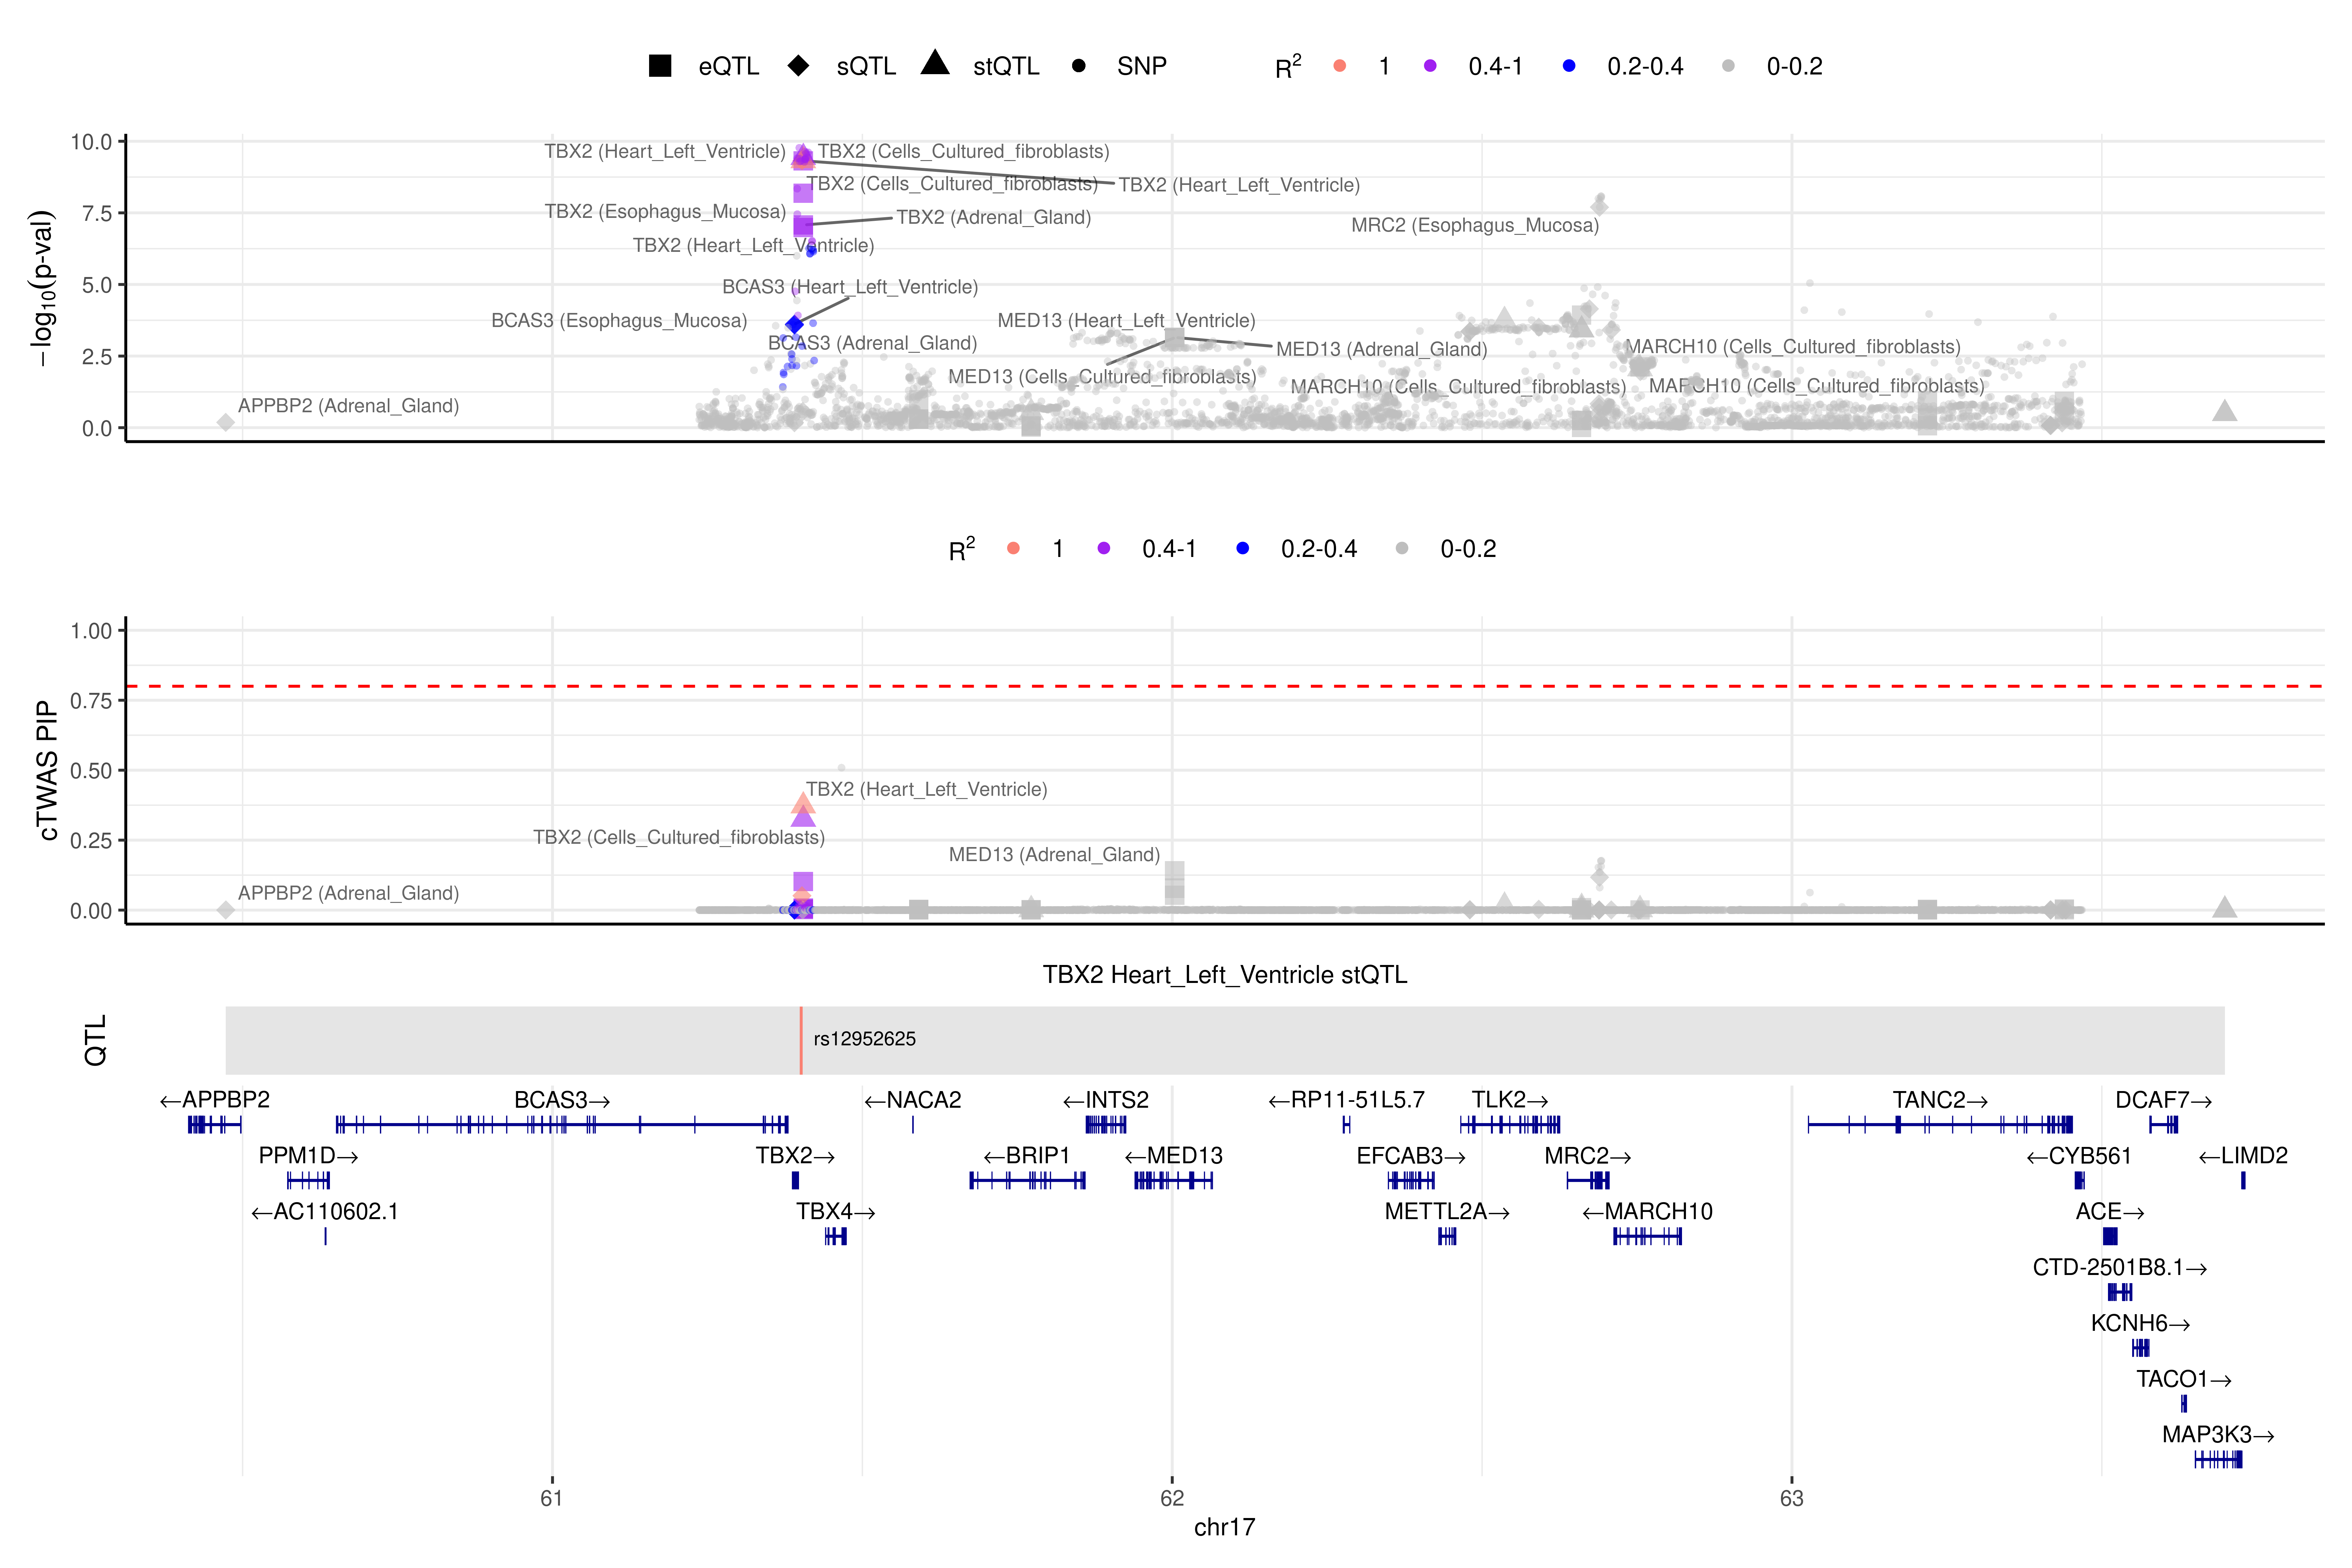 eQTL sQTL stQTL SNP R2 1 0.4-1 0.2-0.4 0-0.2
−log10(p-val)
10.0
7.5
5.0
2.5
0.0
TBX2 (Heart_Left_Ventricle)
TBX2 (Cells_Cultured_fibroblasts)
TBX2 (Cells_Cultured_fibroblasts)
TBX2 (Heart_Left_Ventricle)
TBX2 (Esophagus_Mucosa)
TBX2 (Adrenal_Gland)
MRC2 (Esophagus_Mucosa)
TBX2 (Heart_Left_Ventricle)
BCAS3 (Heart_Left_Ventricle)
BCAS3 (Esophagus_Mucosa)
MED13 (Heart_Left_Ventricle)
BCAS3 (Adrenal_Gland)
MED13 (Adrenal_Gland)
MARCH10 (Cells_Cultured_fibroblasts)
MED13 (Cells_Cultured_fibroblasts)
MARCH10 (Cells_Cultured_fibroblasts)
MARCH10 (Cells_Cultured_fibroblasts)
APPBP2 (Adrenal_Gland)
R2 1 0.4-1 0.2-0.4 0-0.2
cTWAS PIP
1.00
0.75
0.50
0.25
0.00
TBX2 (Heart_Left_Ventricle)
TBX2 (Cells_Cultured_fibroblasts)
MED13 (Adrenal_Gland)
APPBP2 (Adrenal_Gland)
TBX2 Heart_Left_Ventricle stQTL
QTL
rs12952625
←APPBP2 BCAS3→ ←NACA2 ←INTS2 ←RP11-51L5.7 TLK2→ TANC2→ DCAF7→
PPM1D→ TBX2→ ←BRIP1 ←MED13 EFCAB3→ MRC2→ ←CYB561 ←LIMD2
←AC110602.1 TBX4→ METTL2A→ ←MARCH10 ACE→
CTD-2501B8.1→
KCNH6→
TACO1→
MAP3K3→
61 62 63
chr17